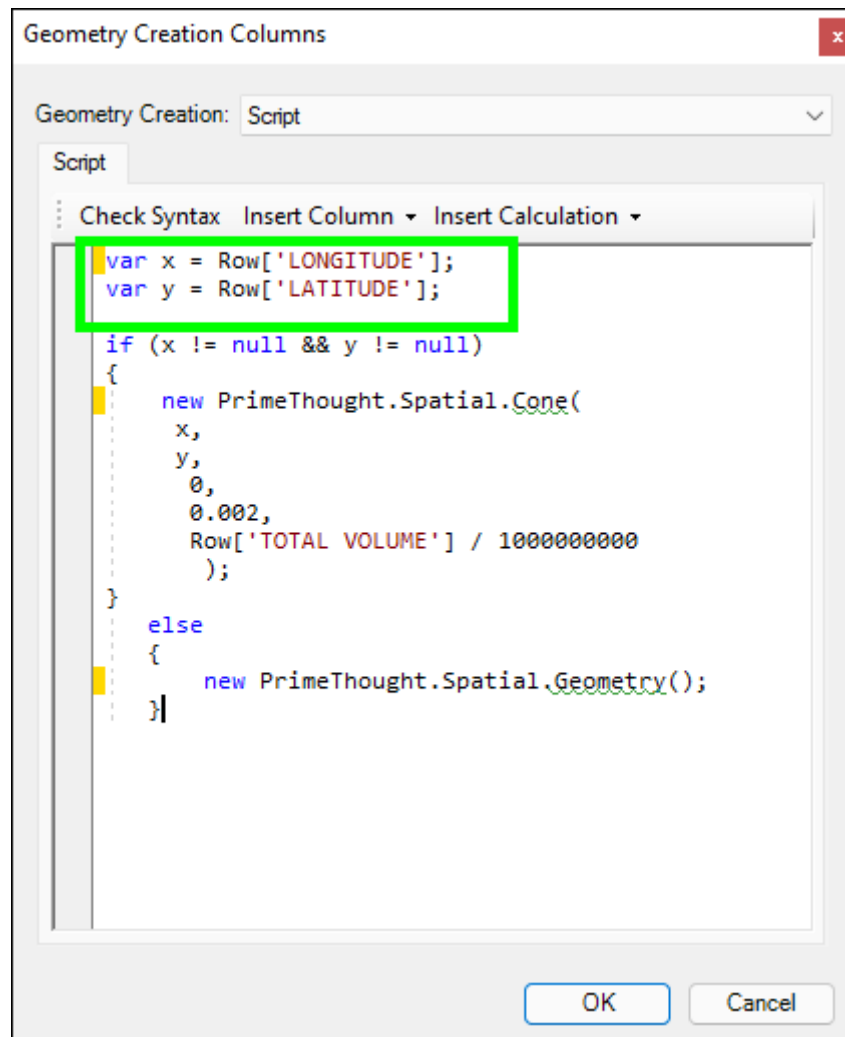 Geometry Creation Columns
x
Geometry Creation: Script
Script
Check Syntax Insert Column Insert Calculation
var x = Row['LONGITUDE'];
var y = Row['LATITUDE'];
if (x != null && y != null)
{
new PrimeThought.Spatial.Cone(
x,
y,
0,
0.002,
Row['TOTAL VOLUME'] / 1000000000
);
}
else
{
new PrimeThought.Spatial.Geometry();
}
OK Cancel